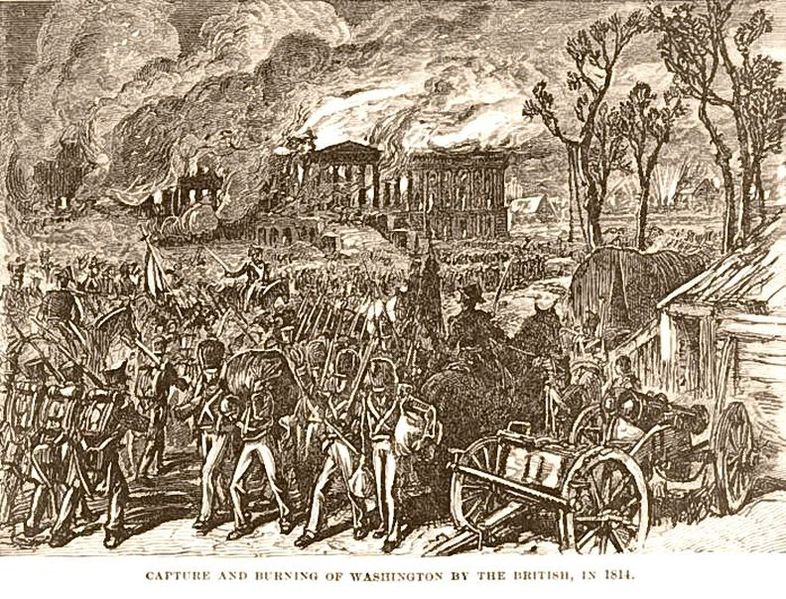 CAPTURE AND BURNING OF WASHINGTON BY THE BRITISH, IN 1814.